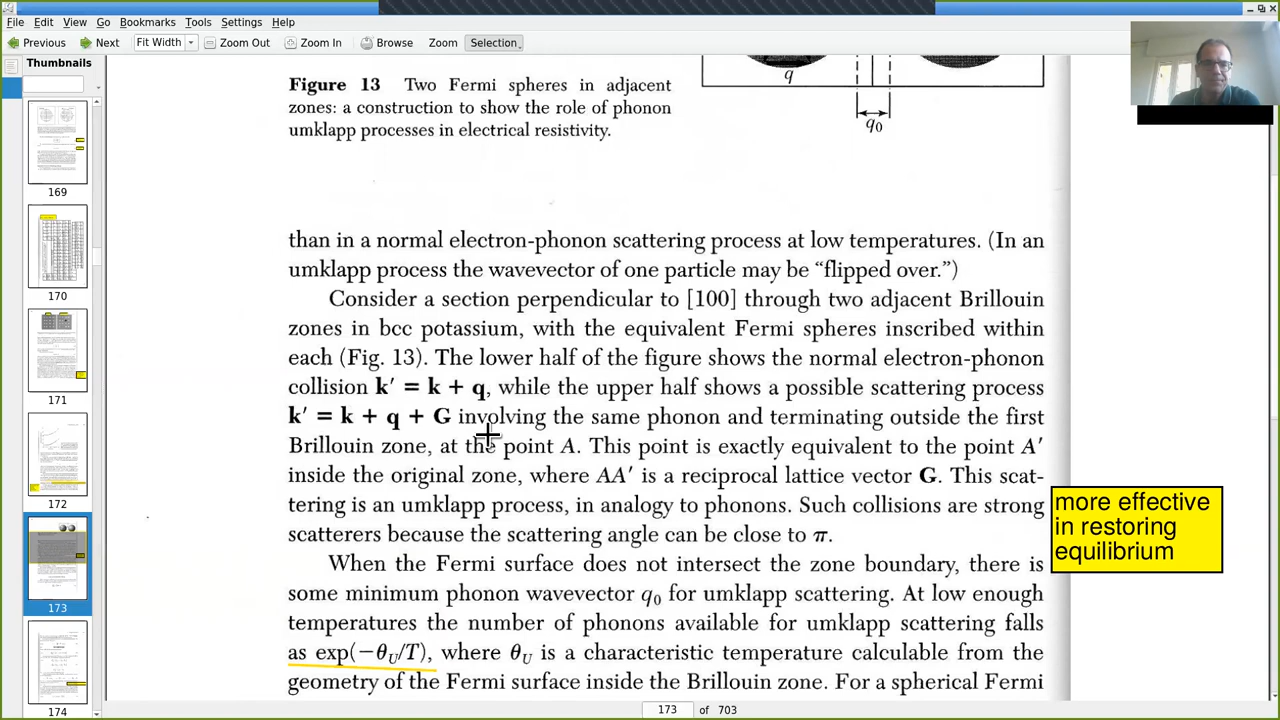 File Edit View Go Bookmarks Tools Settings Help
Previous Next Fit Width Zoom Out Zoom In Browse Zoom Selection
Thumbnails
169
170
171
172
173
174
q
q0
Figure 13 Two Fermi spheres in adjacent
zones: a construction to show the role of phonon
umklapp processes in electrical resistivity.
than in a normal electron-phonon scattering process at low temperatures. (In an
umklapp process the wavevector of one particle may be “flipped over.”)
Consider a section perpendicular to [100] through two adjacent Brillouin
zones in bcc potassium, with the equivalent Fermi spheres inscribed within
each (Fig. 13). The lower half of the figure shows the normal electron-phonon
collision k′ = k + q, while the upper half shows a possible scattering process
k′ = k + q + G involving the same phonon and terminating outside the first
Brillouin zone, at the point A. This point is exactly equivalent to the point A′
inside the original zone, where AA′ is a reciprocal lattice vector G. This scat-
tering is an umklapp process, in analogy to phonons. Such collisions are strong
scatterers because the scattering angle can be close to π.
When the Fermi surface does not intersect the zone boundary, there is
some minimum phonon wavevector q0 for umklapp scattering. At low enough
temperatures the number of phonons available for umklapp scattering falls
as exp(−θU/T), where θU is a characteristic temperature calculable from the
geometry of the Fermi surface inside the Brillouin zone. For a spherical Fermi
more effective
in restoring
equilibrium
173 of 703